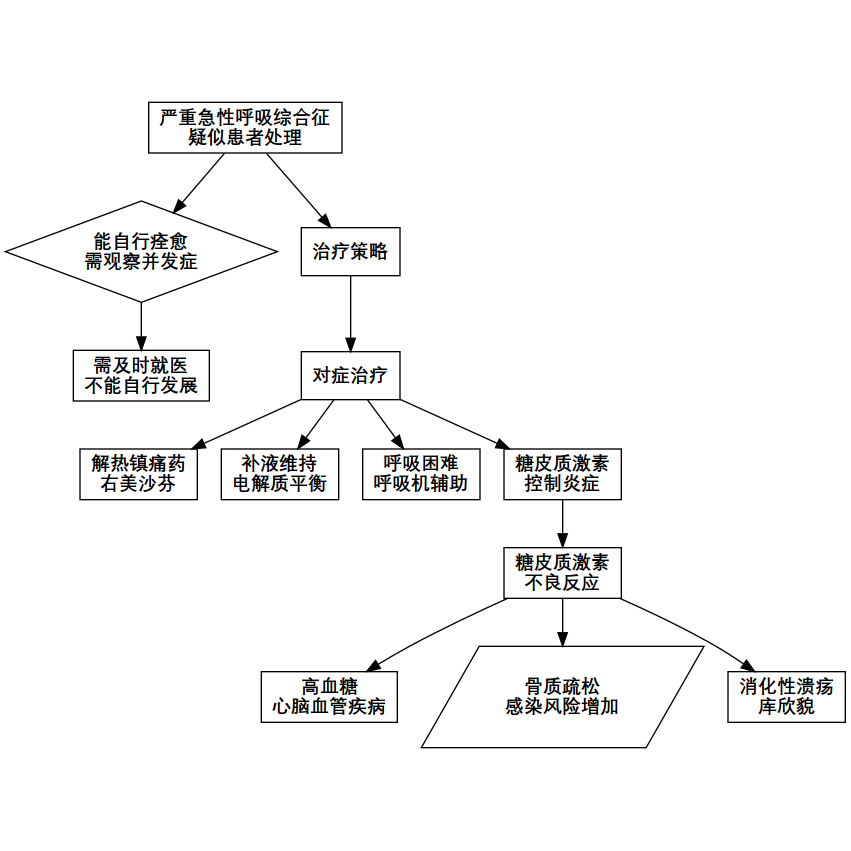 严重急性呼吸综合征
疑似患者处理
能自行痊愈
需观察并发症
治疗策略
需及时就医
不能自行发展
对症治疗
解热镇痛药
右美沙芬
补液维持
电解质平衡
呼吸困难
呼吸机辅助
糖皮质激素
控制炎症
糖皮质激素
不良反应
高血糖
心脑血管疾病
骨质疏松
感染风险增加
消化性溃疡
库欣貌